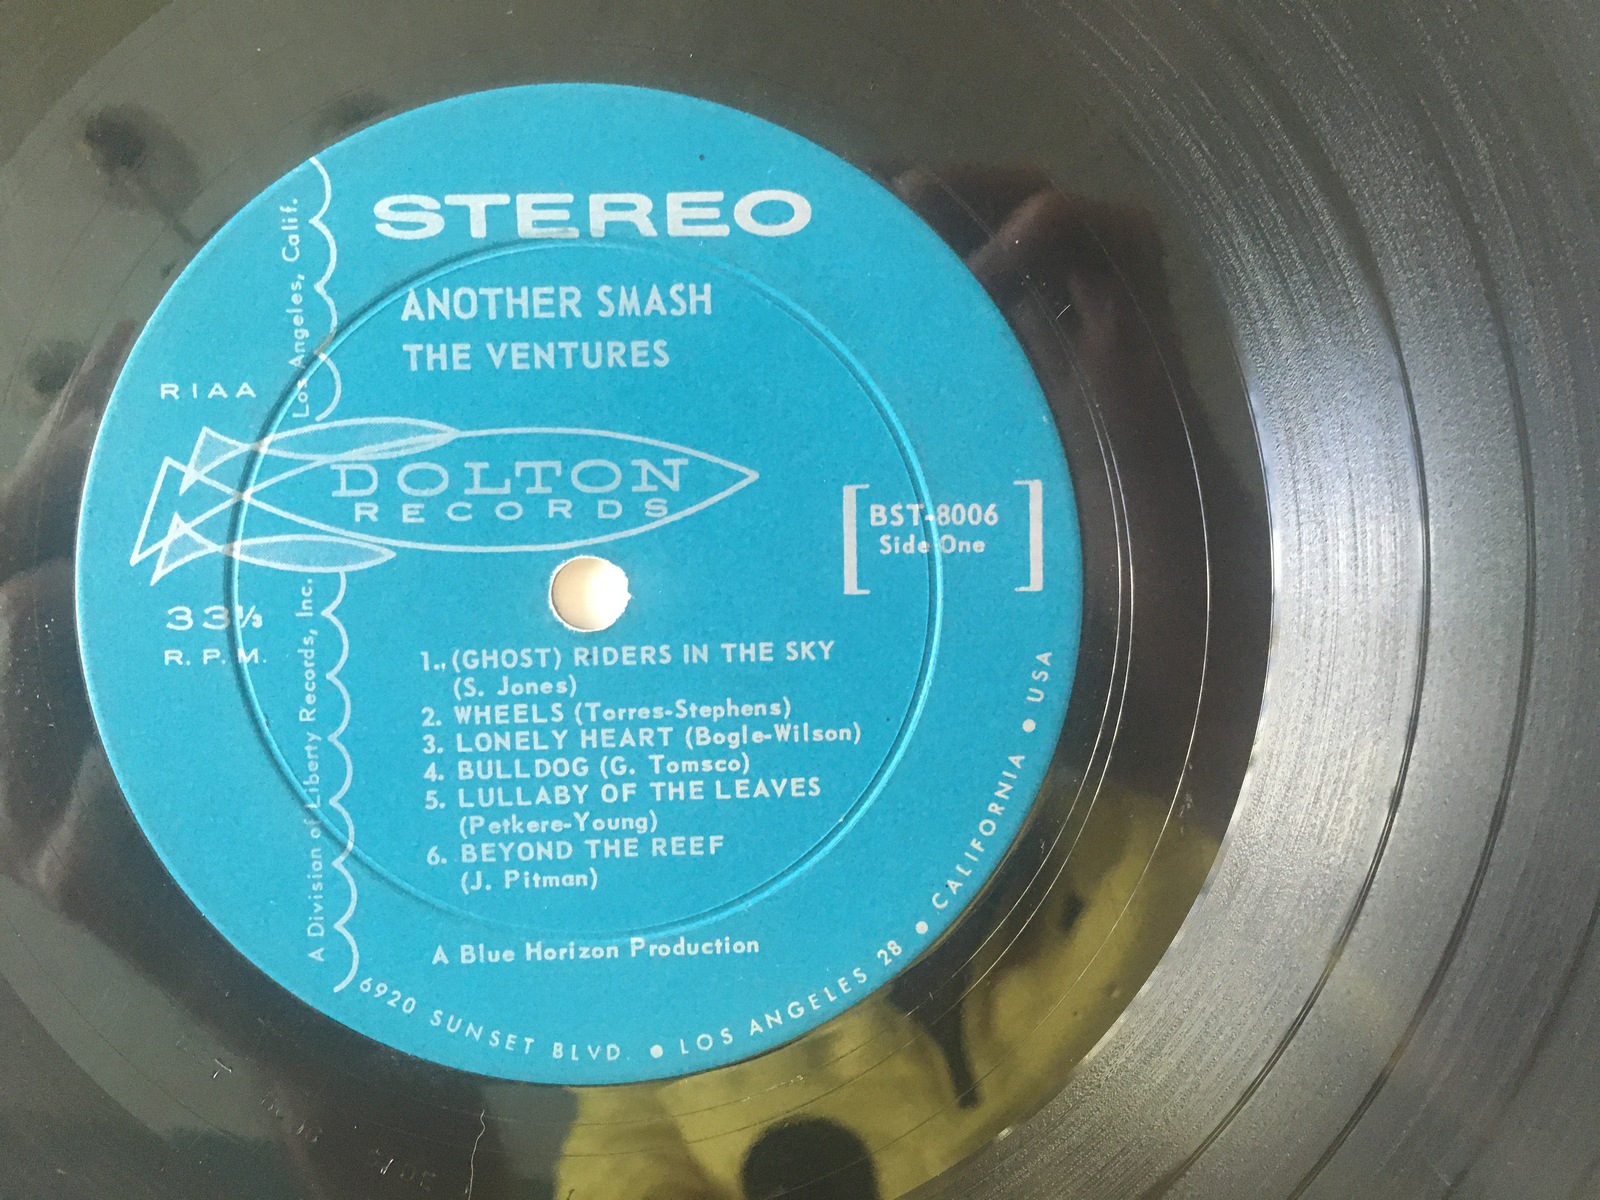 STEREO
ANOTHER SMASH
THE VENTURES
RIAA
DOLTON
RECORDS
33⅓
R. P. M.
[BST-8006
Side One]
1., (GHOST) RIDERS IN THE SKY
(S. Jones)
2. WHEELS (Torres-Stephens)
3. LONELY HEART (Bogle-Wilson)
4. BULLDOG (G. Tomsco)
5. LULLABY OF THE LEAVES
(Petkere-Young)
6. BEYOND THE REEF
(J. Pitman)
A Blue Horizon Production
A Division of Liberty Records, Inc. Los Angeles, Calif.
6920 SUNSET BLVD. ● LOS ANGELES 28 ● CALIFORNIA ● USA